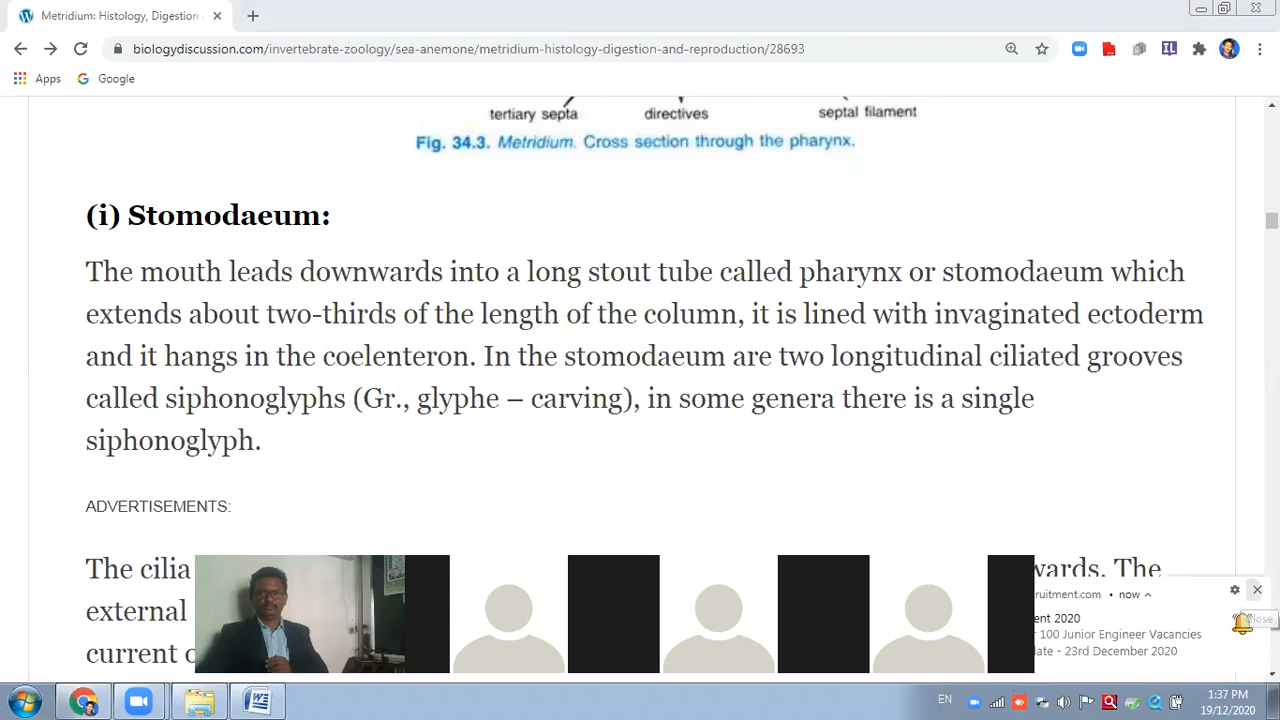 Metridium: Histology, Digestion
biologydiscussion.com/invertebrate-zoology/sea-anemone/metridium-histology-digestion-and-reproduction/28693
Apps
Google
tertiary septa
directives
septal filament
Fig. 34.3. Metridium. Cross section through the pharynx.
(i) Stomodaeum:
The mouth leads downwards into a long stout tube called pharynx or stomodaeum which
extends about two-thirds of the length of the column, it is lined with invaginated ectoderm
and it hangs in the coelenteron. In the stomodaeum are two longitudinal ciliated grooves
called siphonoglyphs (Gr., glyphe – carving), in some genera there is a single
siphonoglyph.
ADVERTISEMENTS:
The cilia
wards. The
external
current
ruitment.com • now
ent 2020
100 Junior Engineer Vacancies
date - 23rd December 2020
Close
EN
1:37 PM
19/12/2020